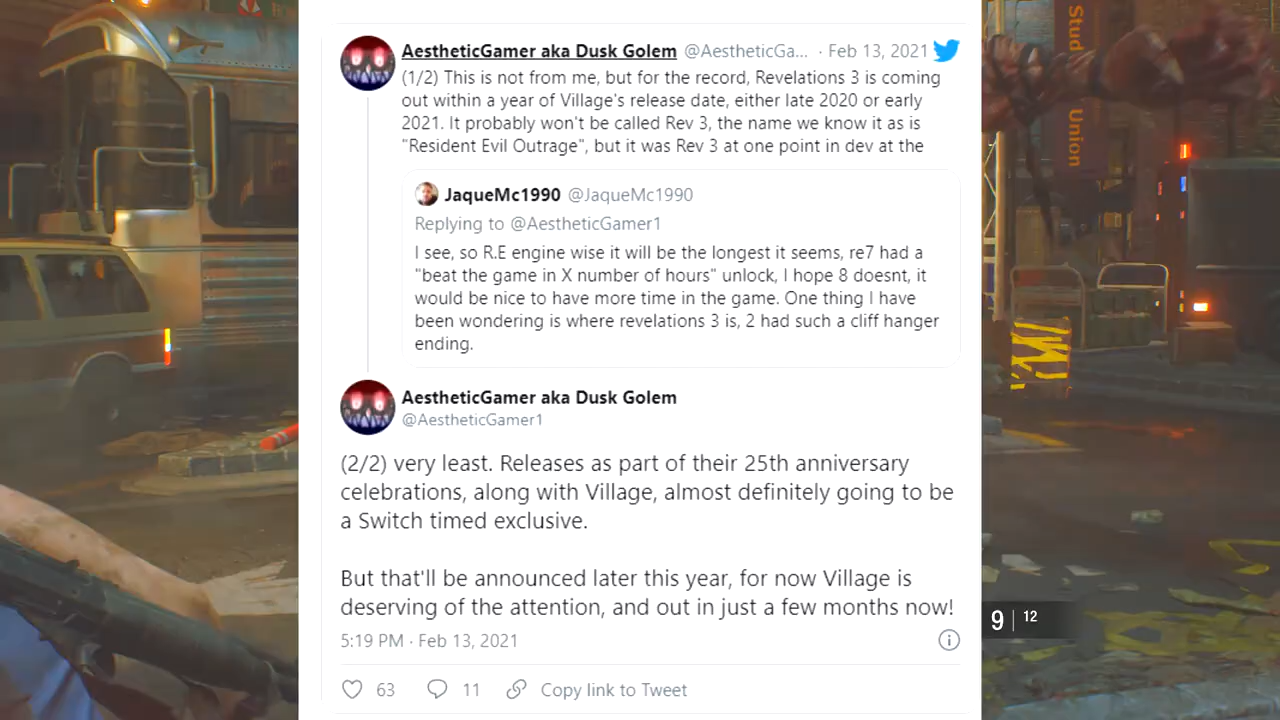 AestheticGamer aka Dusk Golem @AestheticGa... · Feb 13, 2021
(1/2) This is not from me, but for the record, Revelations 3 is coming
out within a year of Village's release date, either late 2020 or early
2021. It probably won't be called Rev 3, the name we know it as is
"Resident Evil Outrage", but it was Rev 3 at one point in dev at the
JaqueMc1990 @JaqueMc1990
Replying to @AestheticGamer1
I see, so R.E engine wise it will be the longest it seems, re7 had a
"beat the game in X number of hours" unlock, I hope 8 doesnt, it
would be nice to have more time in the game. One thing I have
been wondering is where revelations 3 is, 2 had such a cliff hanger
ending.
AestheticGamer aka Dusk Golem
@AestheticGamer1
(2/2) very least. Releases as part of their 25th anniversary
celebrations, along with Village, almost definitely going to be
a Switch timed exclusive.
But that'll be announced later this year, for now Village is
deserving of the attention, and out in just a few months now!
5:19 PM · Feb 13, 2021
63 11 Copy link to Tweet
Stud
Union
9 | 12